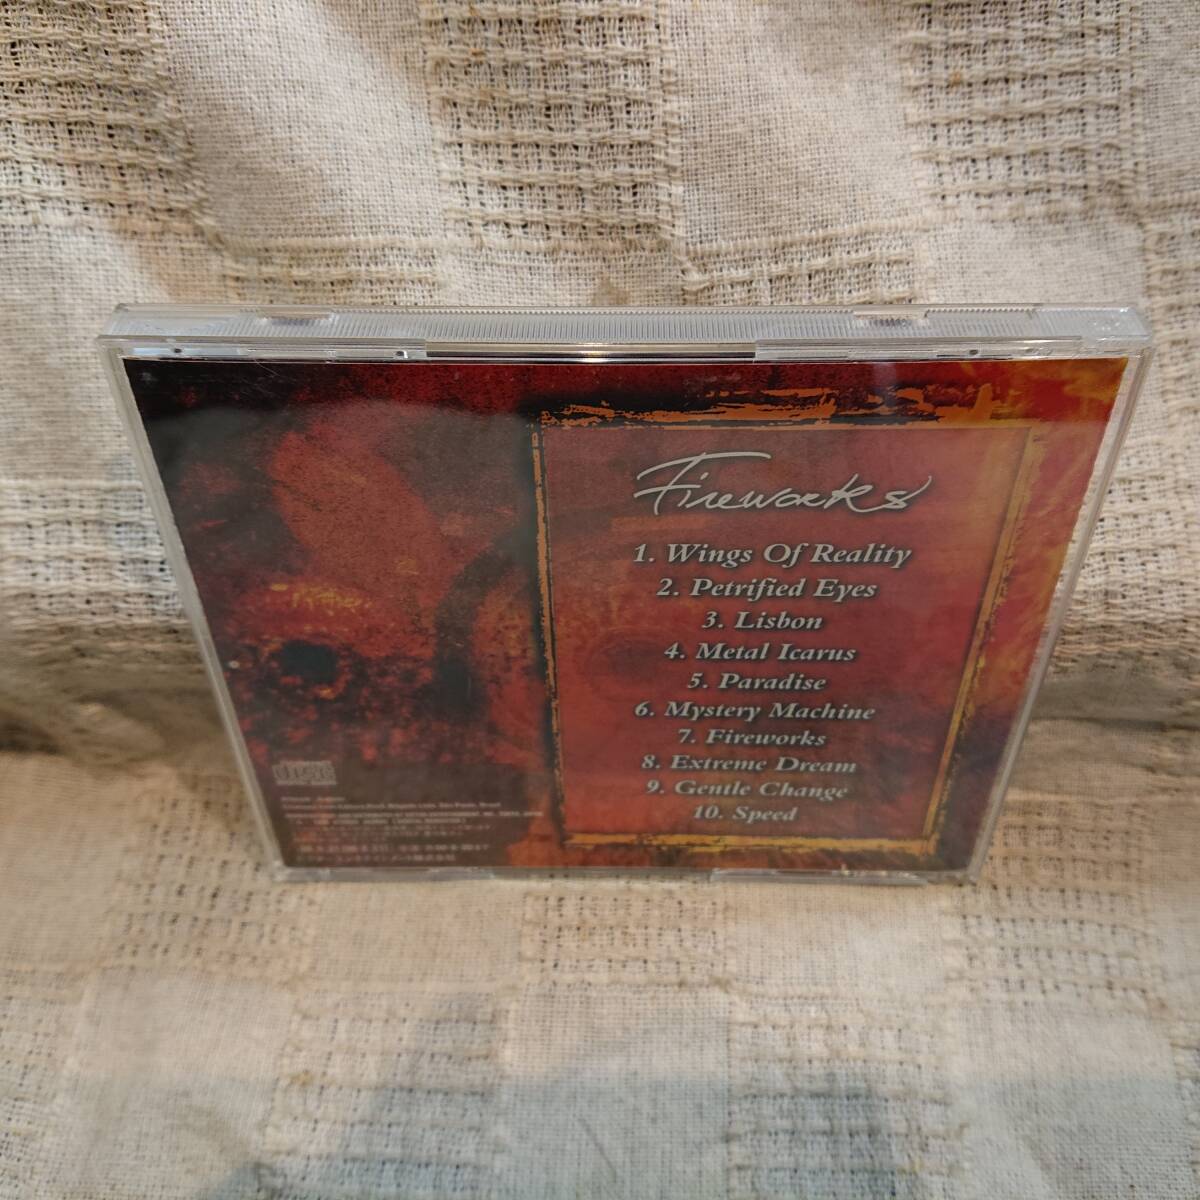 Fireworks
1. Wings Of Reality
2. Petrified Eyes
3. Lisbon
4. Metal Icarus
5. Paradise
6. Mystery Machine
7. Fireworks
8. Extreme Dream
9. Gentle Change
10. Speed